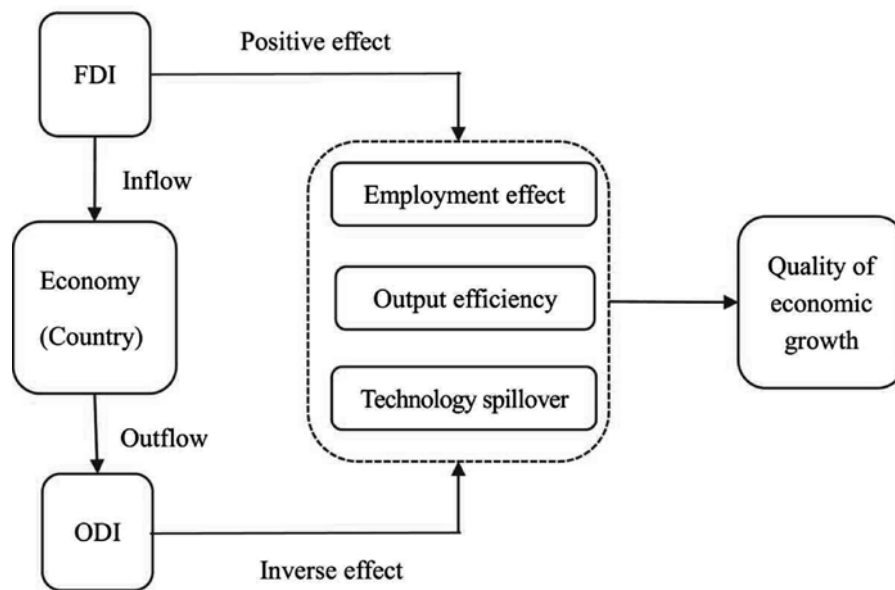 Positive effect
FDI
Inflow
Employment effect
Economy
(Country)
Output efficiency
Quality of
economic
growth
Technology spillover
Outflow
ODI
Inverse effect